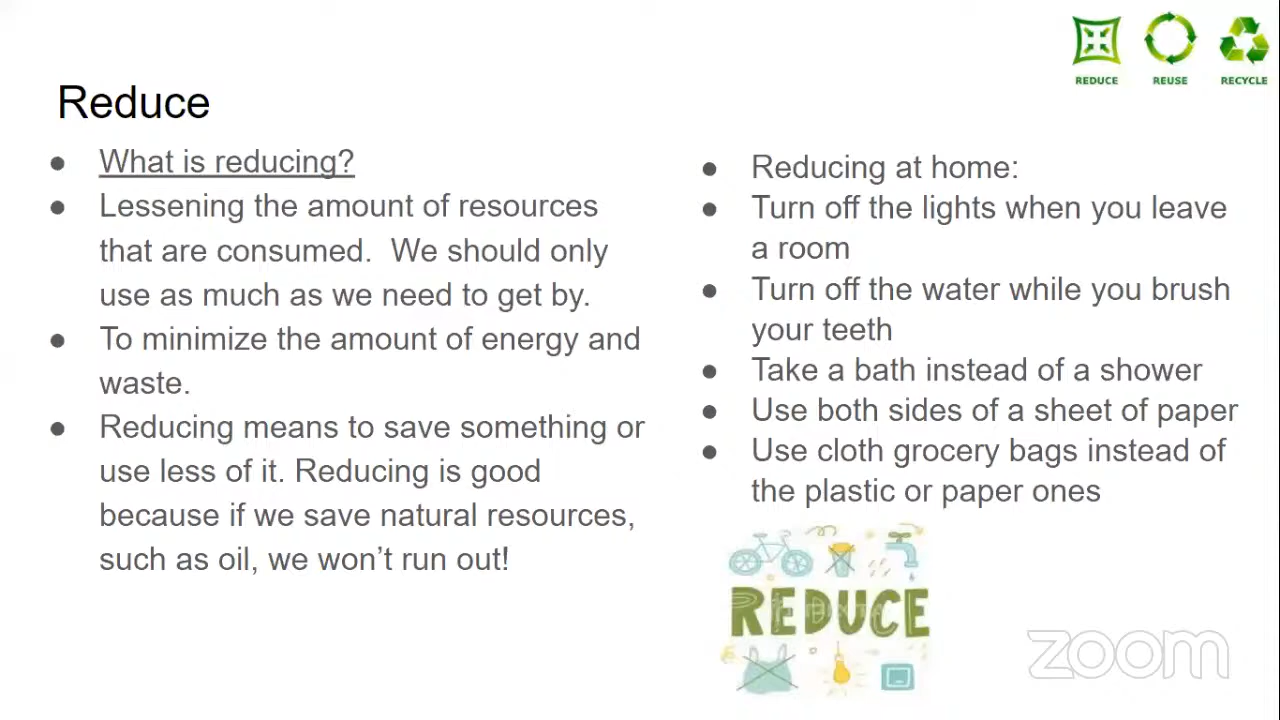 REDUCE
REUSE
RECYCLE
Reduce
● What is reducing?
● Lessening the amount of resources
that are consumed.  We should only
use as much as we need to get by.
● To minimize the amount of energy and
waste.
● Reducing means to save something or
use less of it. Reducing is good
because if we save natural resources,
such as oil, we won’t run out!
● Reducing at home:
● Turn off the lights when you leave
a room
● Turn off the water while you brush
your teeth
● Take a bath instead of a shower
● Use both sides of a sheet of paper
● Use cloth grocery bags instead of
the plastic or paper ones
REDUCE
zoom